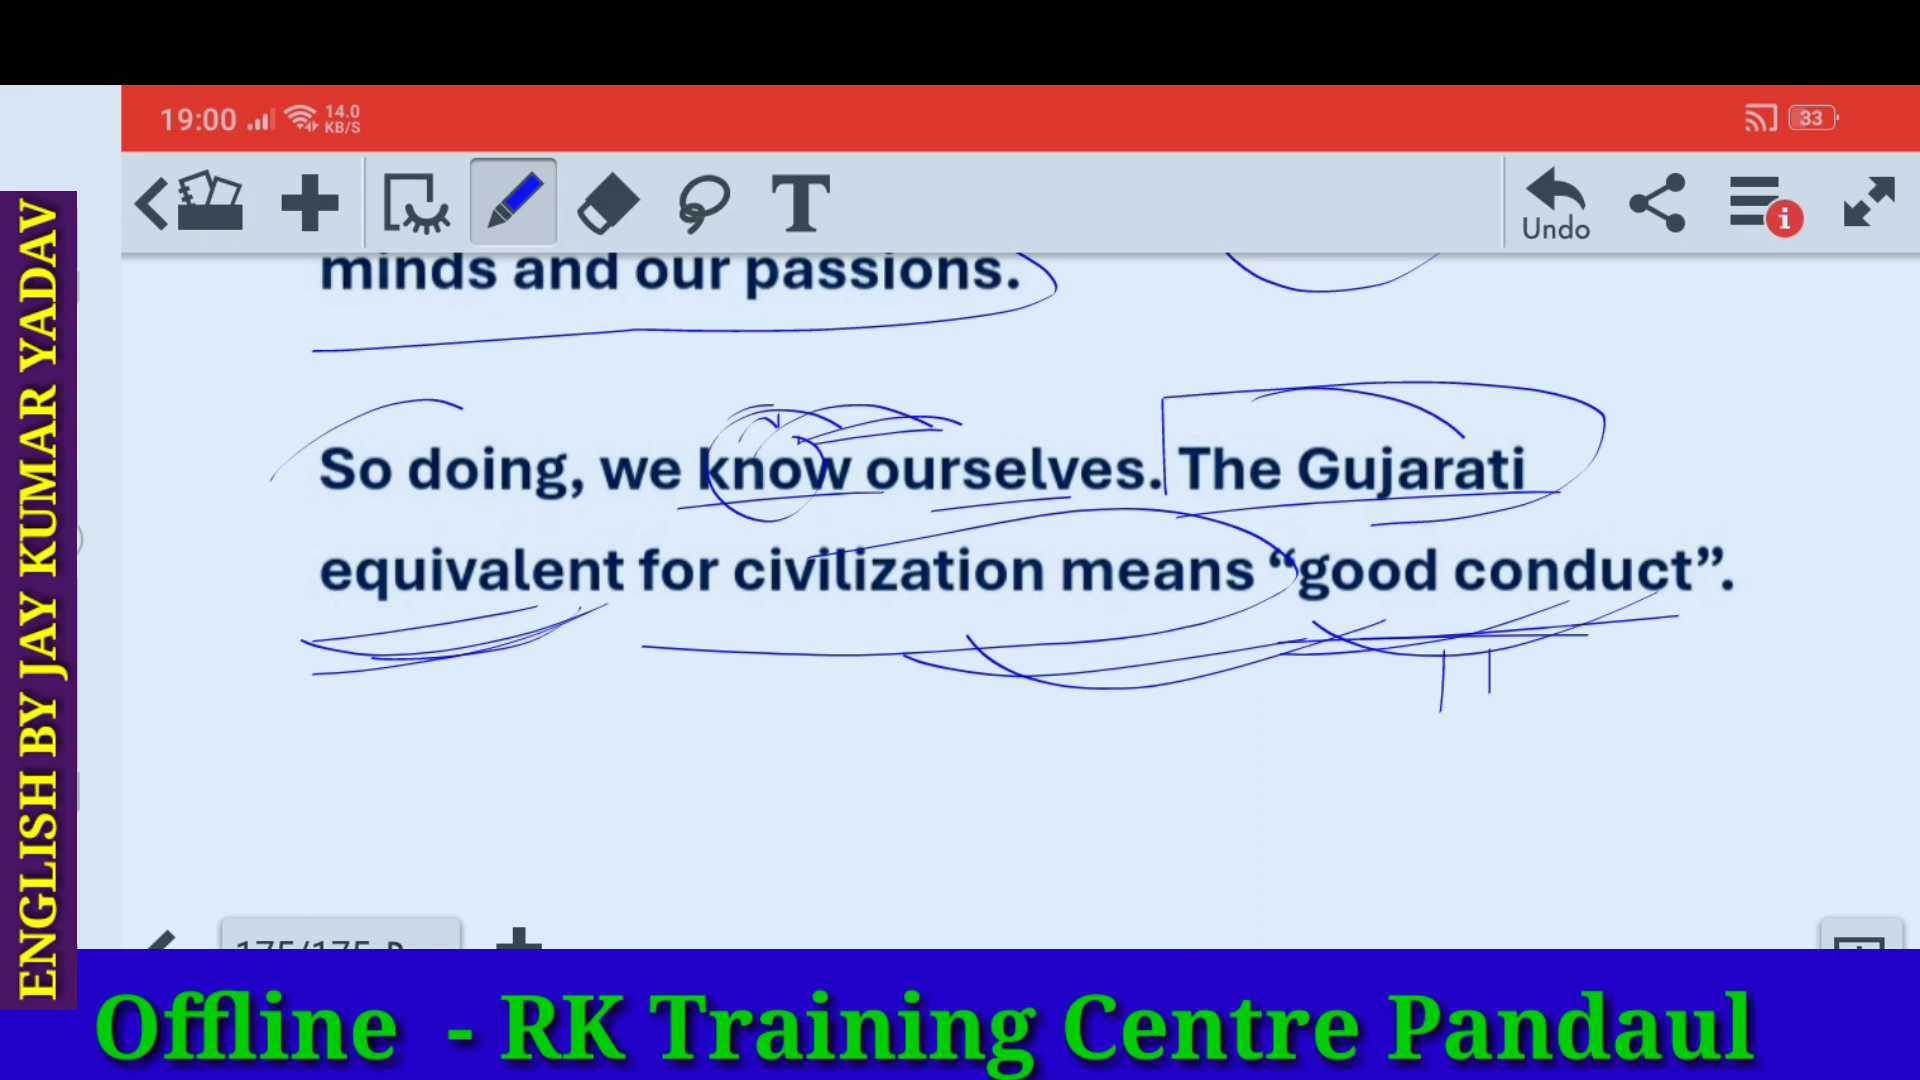 19:00 14.0 KB/S 33
Undo
minds and our passions.
So doing, we know ourselves. The Gujarati
equivalent for civilization means “good conduct”.
ENGLISH BY JAY KUMAR YADAV
Offline - RK Training Centre Pandaul